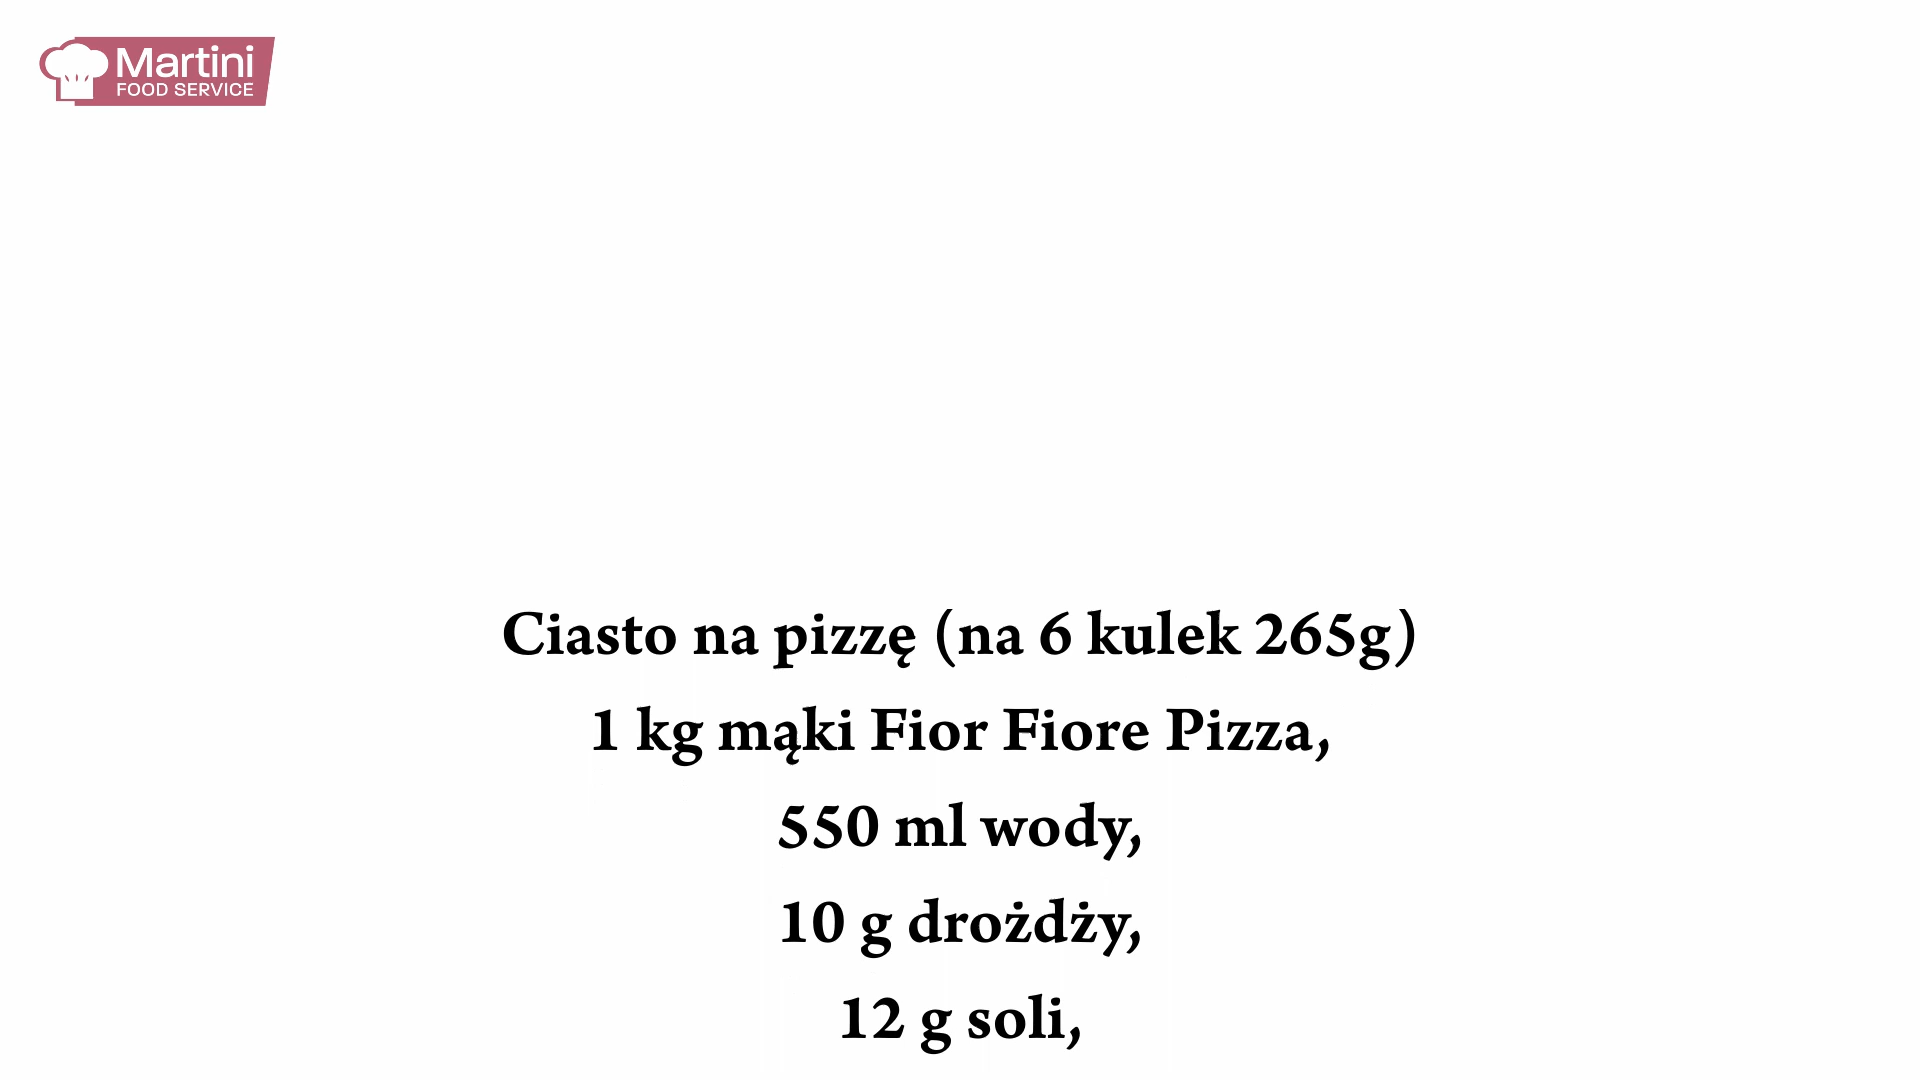 Martini
FOOD SERVICE
Ciasto na pizzę (na 6 kulek 265g)
1 kg mąki Fior Fiore Pizza,
550 ml wody,
10 g drożdży,
12 g soli,